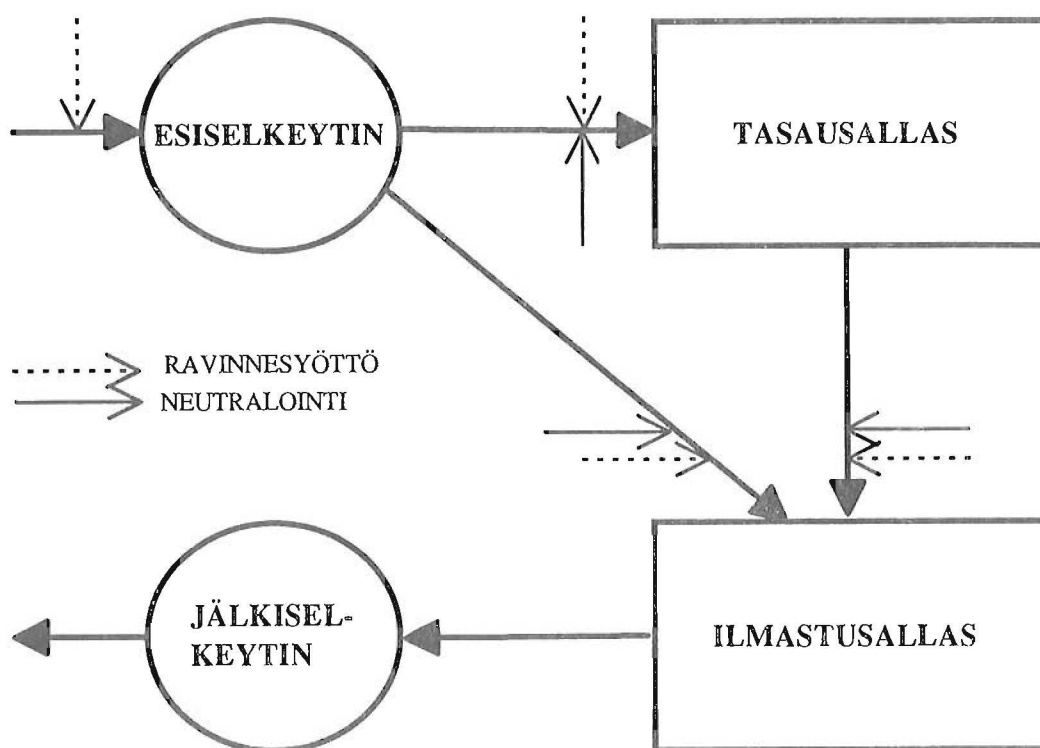 ESISELKEYTIN
TASAUSALLAS
RAVINNESYÖTTÖ
NEUTRALOINTI
JÄLKISEL-
KEYTIN
ILMASTUSALLAS